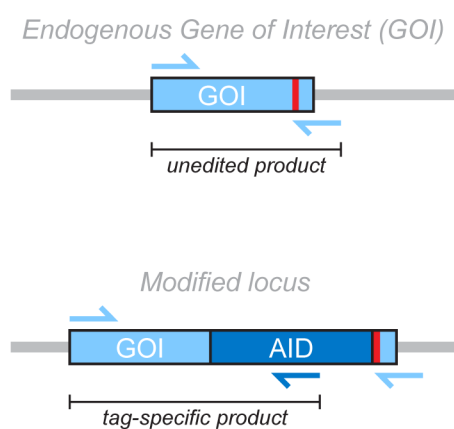 Endogenous Gene of Interest (GOI)
GOI
unedited product
Modified locus
GOI AID
tag-specific product